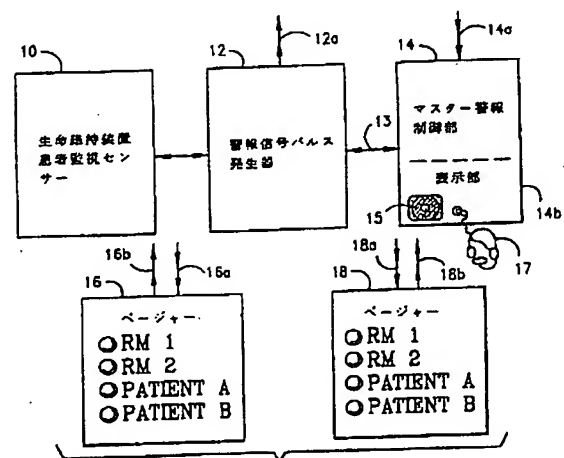 10
12
12a
14
14a
生命維持装置
患者監視センサー
警報信号パルス
発生器
13
マスター警報
制御部
表示部
15
14b
17
16b
16a
16
18a
18b
18
ページャー
RM 1
RM 2
PATIENT A
PATIENT B
ページャー
RM 1
RM 2
PATIENT A
PATIENT B